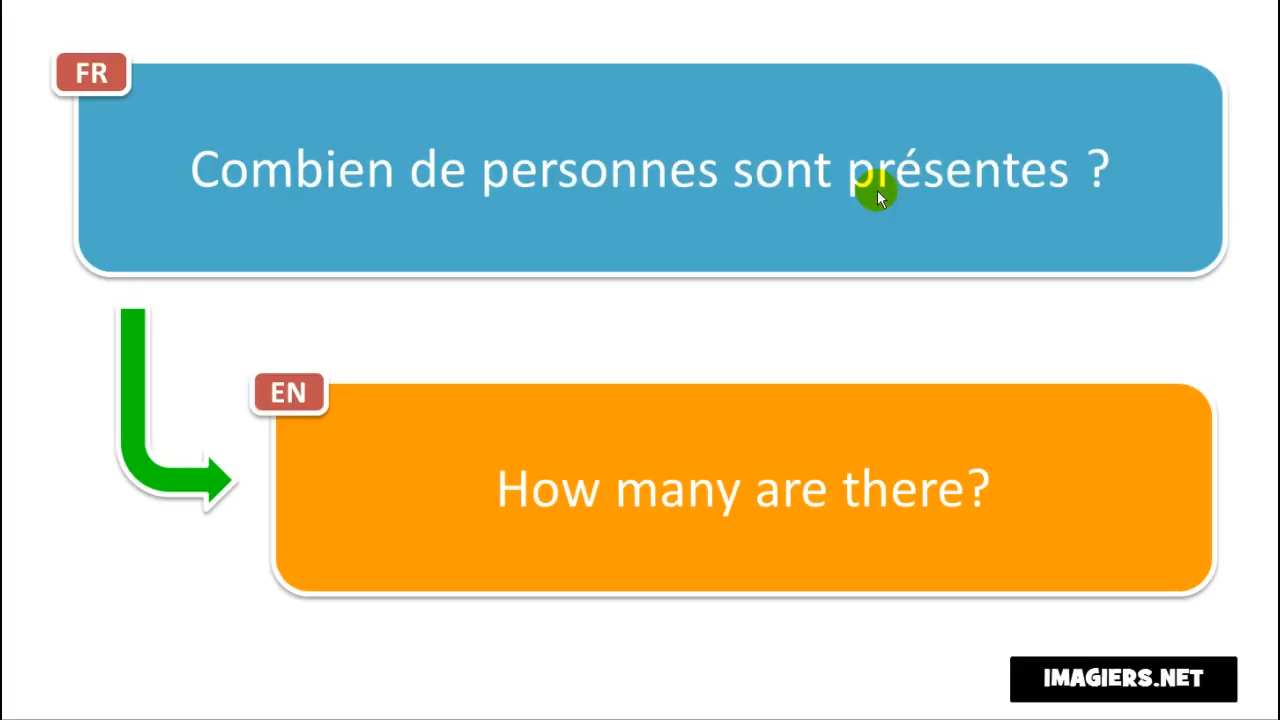 FR
Combien de personnes sont présentes ?
EN
How many are there?
IMAGIERS.NET